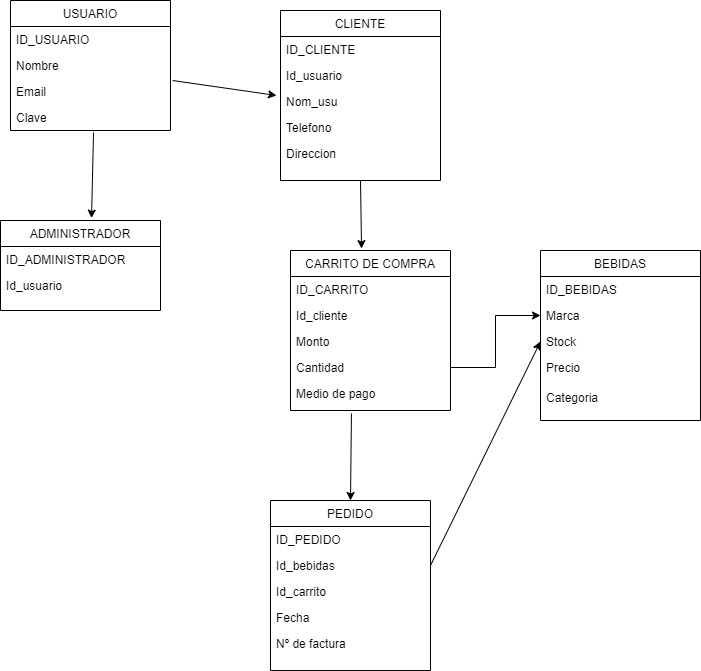 USUARIO
ID_USUARIO
Nombre
Email
Clave
CLIENTE
ID_CLIENTE
Id_usuario
Nom_usu
Telefono
Direccion
ADMINISTRADOR
ID_ADMINISTRADOR
Id_usuario
CARRITO DE COMPRA
ID_CARRITO
Id_cliente
Monto
Cantidad
Medio de pago
BEBIDAS
ID_BEBIDAS
Marca
Stock
Precio
Categoria
PEDIDO
ID_PEDIDO
Id_bebidas
Id_carrito
Fecha
Nº de factura